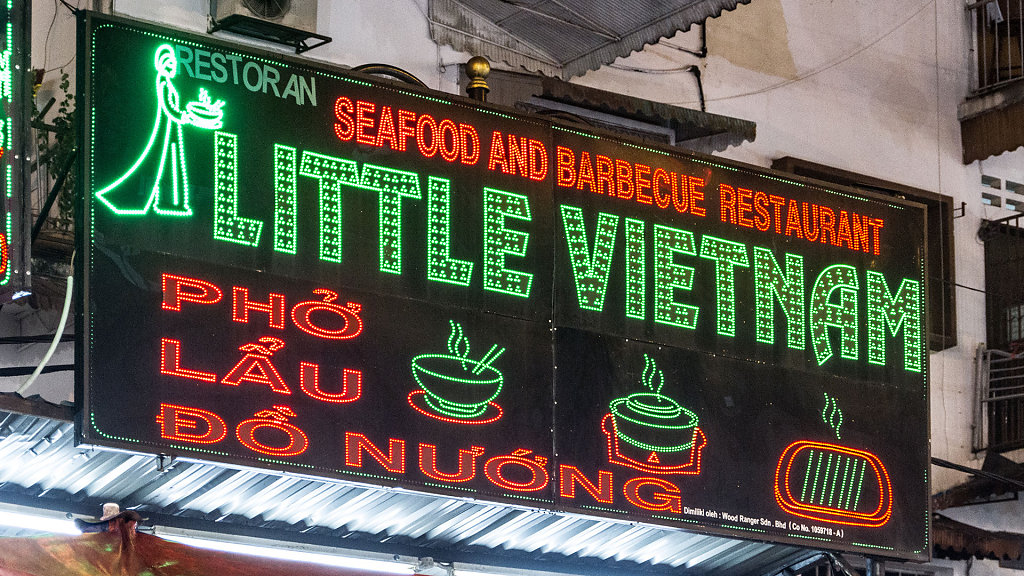 RESTORAN
SEAFOOD AND BARBECUE RESTAURANT
LITTLE VIETNAM
PHỞ
LẨU
ĐỒ NƯỚNG
Dimiliki oleh : Wood Ranger Sdn . Bhd ( Co No. 1059710 - A )